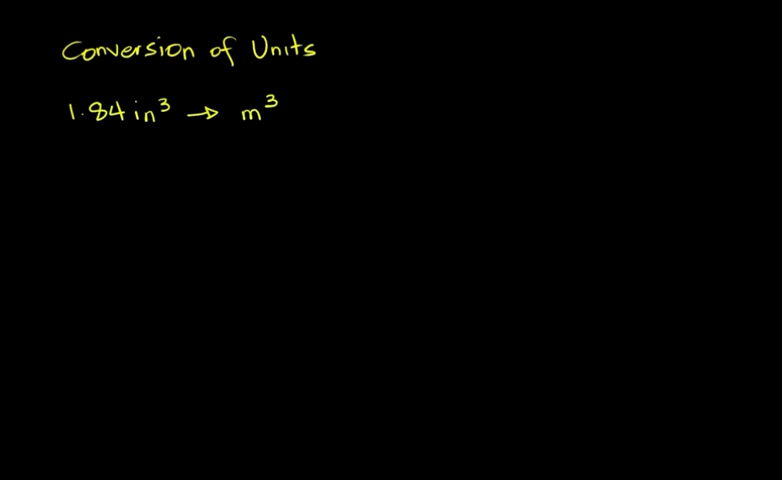 Conversion of Units
1.84 in³ → m³